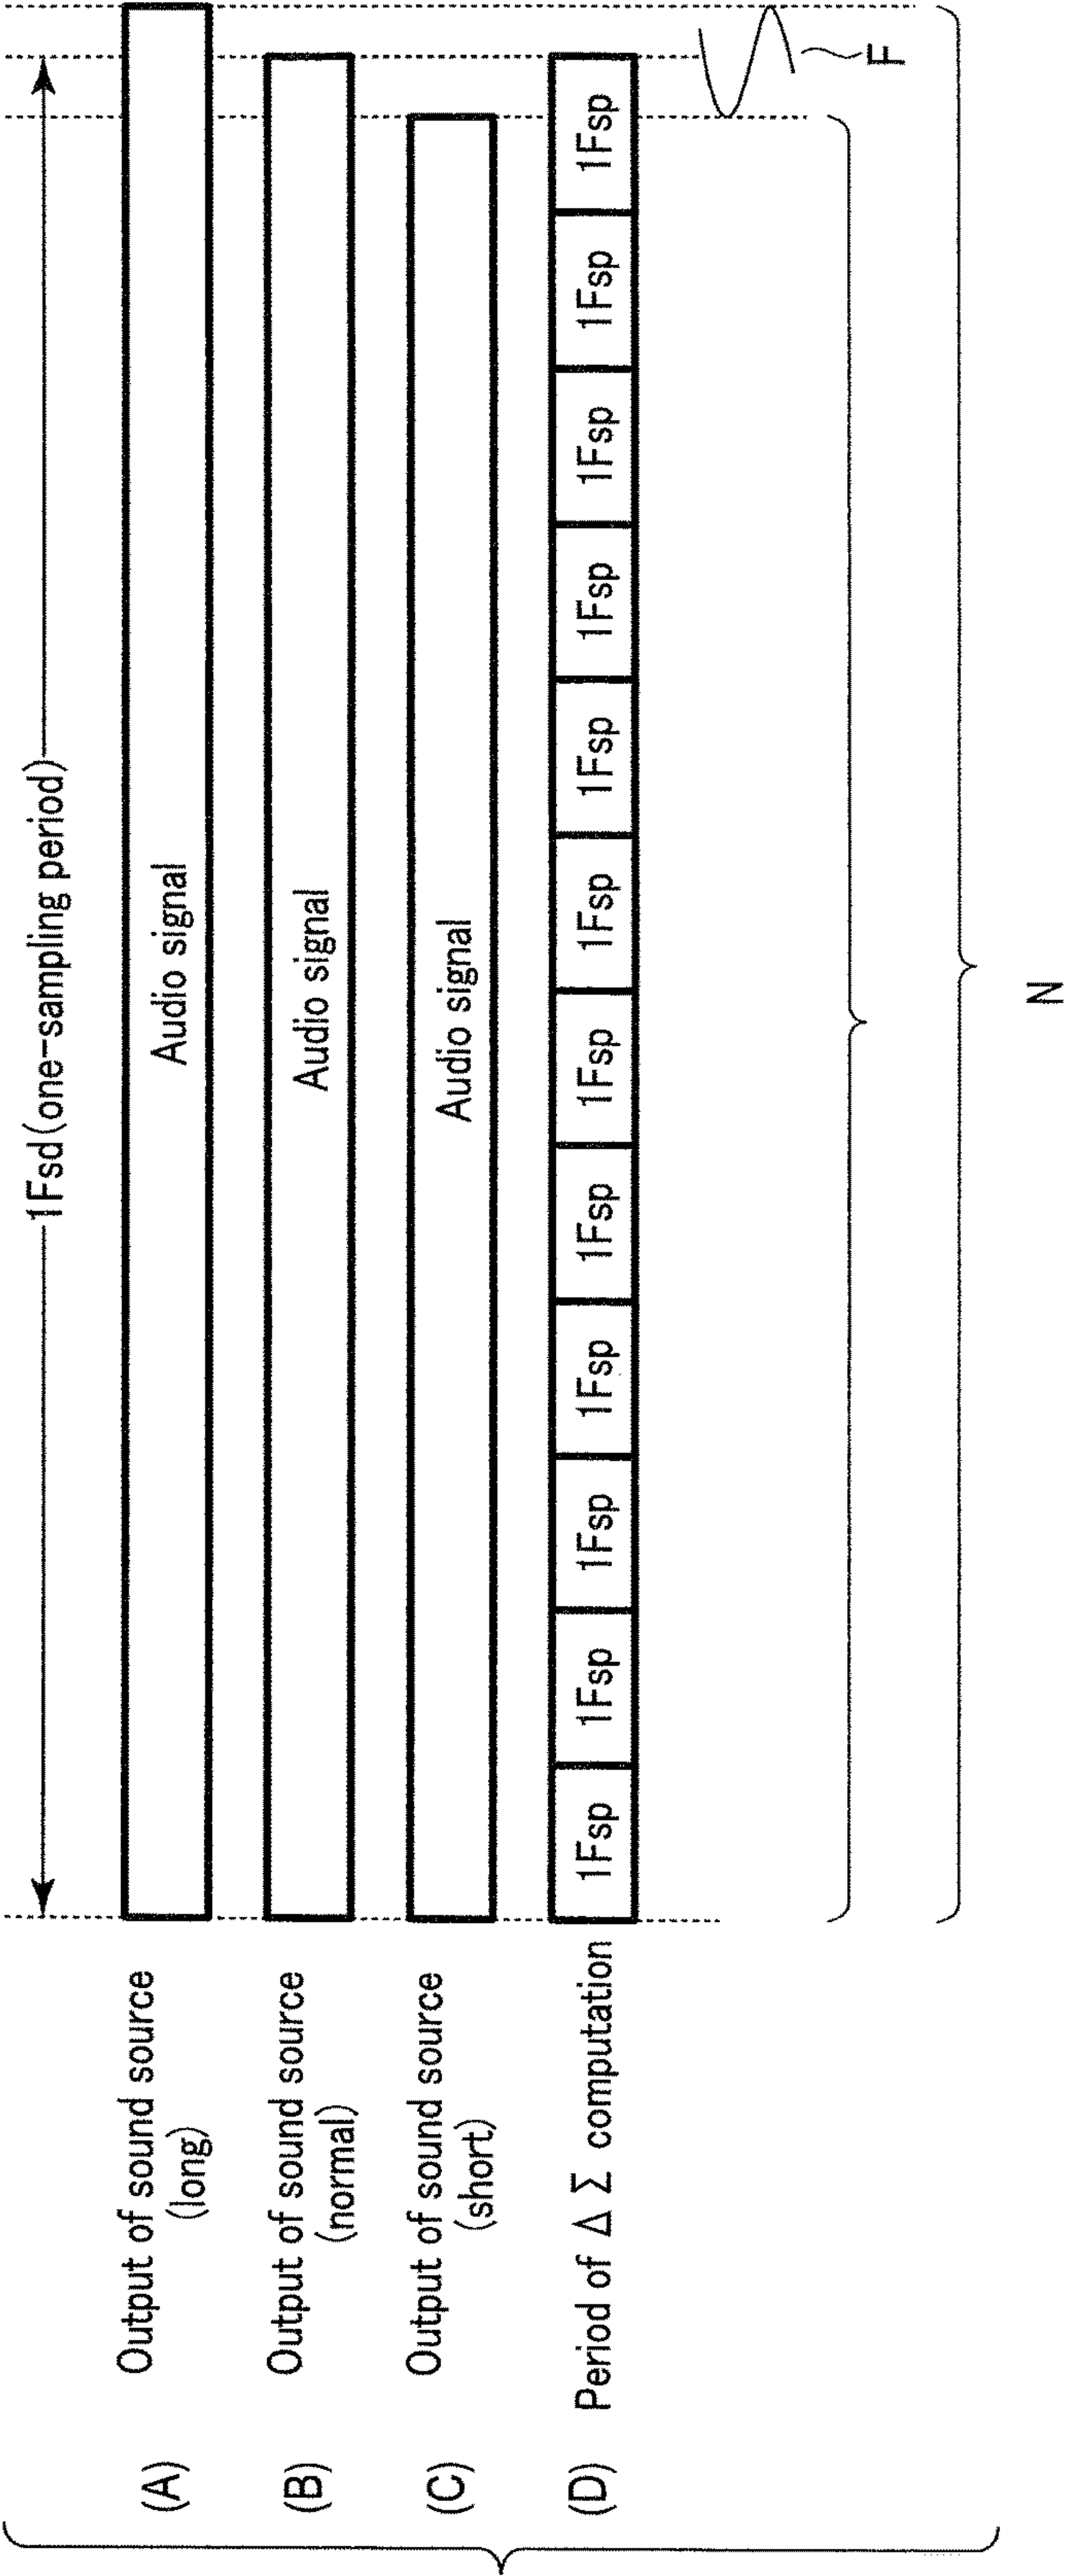 1Fsd(one-sampling period)
(A) Output of sound source
(long)
Audio signal
(B) Output of sound source
(normal)
Audio signal
(C) Output of sound source
(short)
Audio signal
(D) Period of Δ Σ computation
1Fsp 1Fsp 1Fsp 1Fsp 1Fsp 1Fsp 1Fsp 1Fsp 1Fsp 1Fsp 1Fsp 1Fsp
F
N